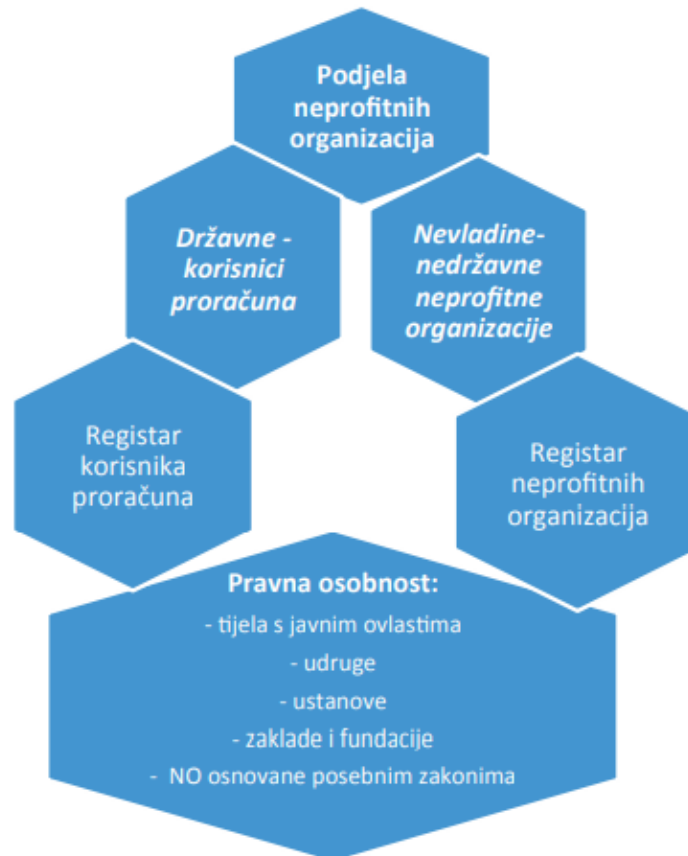 Podjela
neprofitnih
organizacija
Državne -
korisnici
proračuna
Nevladine-
nedržavne
neprofitne
organizacije
Registar
korisnika
proračuna
Registar
neprofitnih
organizacija
Pravna osobnost:
- tijela s javnim ovlastima
- udruge
- ustanove
- zaklade i fundacije
- NO osnovane posebnim zakonima